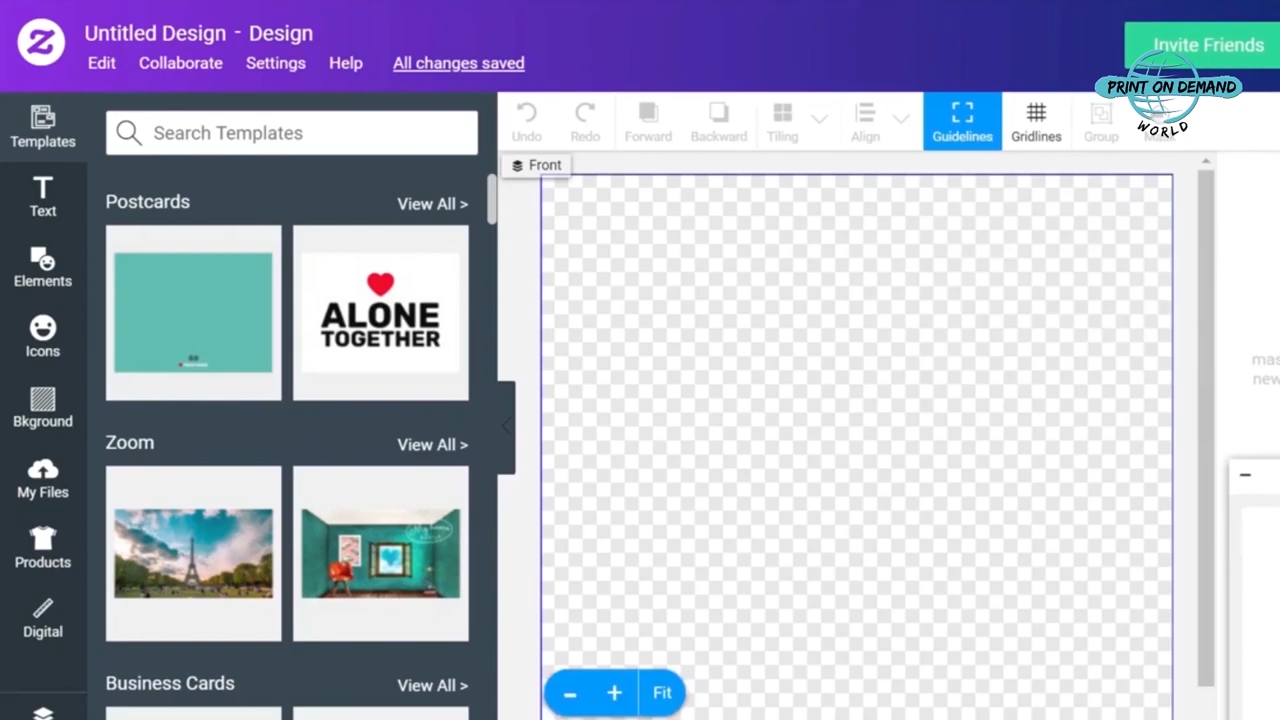 Untitled Design - Design
Edit Collaborate Settings Help All changes saved
Invite Friends
PRINT ON DEMAND
WORLD
Templates
Text
Elements
Icons
Bkground
My Files
Products
Digital
Search Templates
Postcards View All >
ALONE
TOGETHER
Zoom View All >
Business Cards View All >
Undo Redo Forward Backward Tiling Align Guidelines Gridlines Group
Front
mas
new
Fit